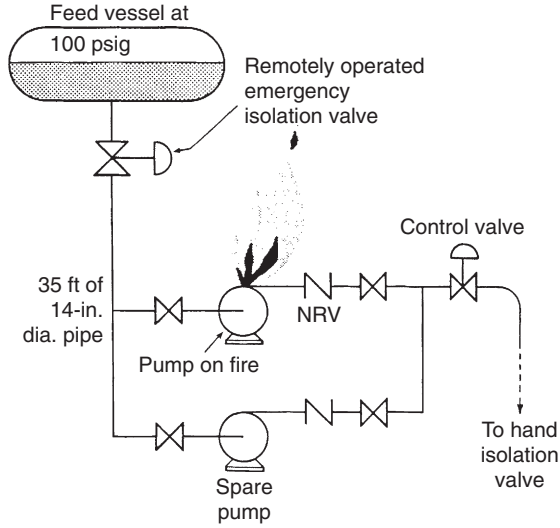 Feed vessel at
100 psig
Remotely operated
emergency
isolation valve
Control valve
35 ft of
14-in.
dia. pipe
NRV
Pump on fire
To hand
isolation
valve
Spare
pump